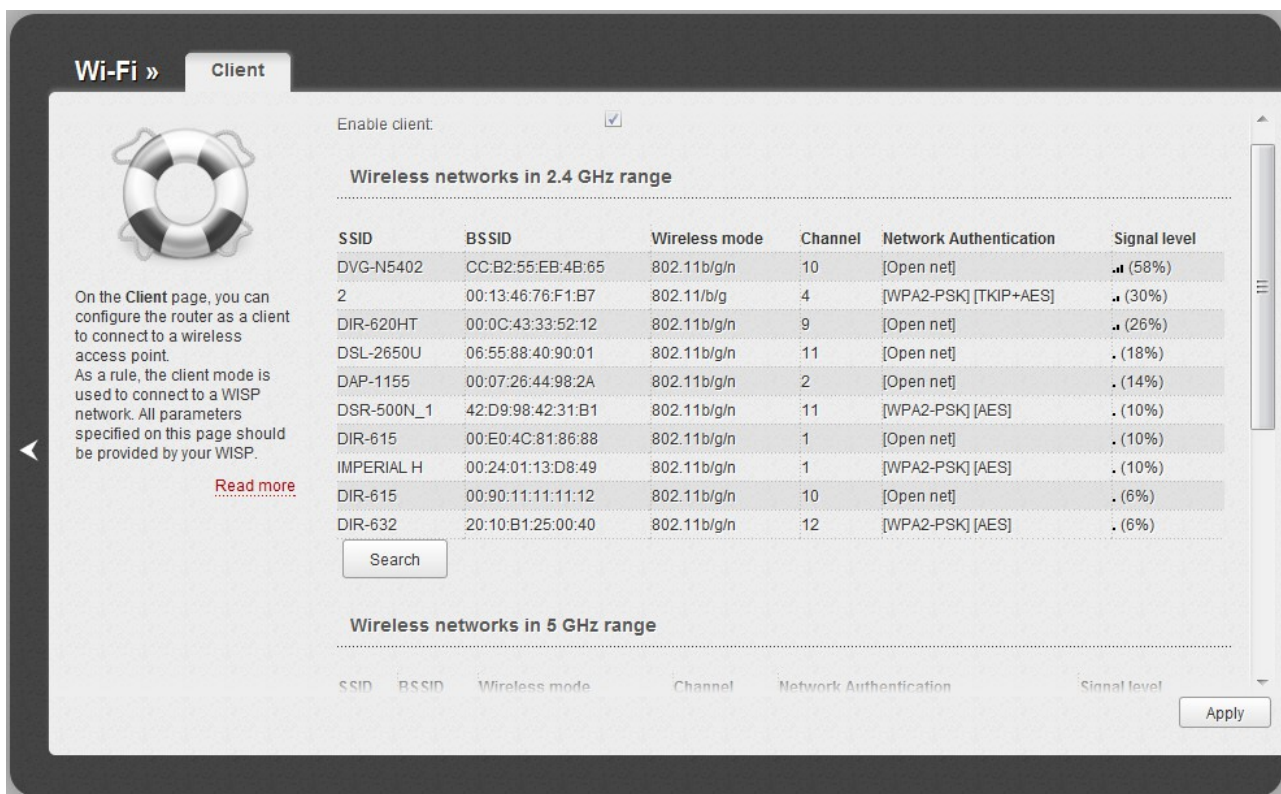 Wi-Fi »
Client
On the Client page, you can
configure the router as a client
to connect to a wireless
access point.
As a rule, the client mode is
used to connect to a WISP
network. All parameters
specified on this page should
be provided by your WISP.
Read more
Enable client:
Wireless networks in 2.4 GHz range
SSID BSSID Wireless mode Channel Network Authentication Signal level
DVG-N5402 CC:B2:55:EB:4B:65 802.11b/g/n 10 [Open net] (58%)
2 00:13:46:76:F1:B7 802.11/b/g 4 [WPA2-PSK] [TKIP+AES] (30%)
DIR-620HT 00:0C:43:33:52:12 802.11b/g/n 9 [Open net] (26%)
DSL-2650U 06:55:88:40:90:01 802.11b/g/n 11 [Open net] (18%)
DAP-1155 00:07:26:44:98:2A 802.11b/g/n 2 [Open net] (14%)
DSR-500N_1 42:D9:98:42:31:B1 802.11b/g/n 11 [WPA2-PSK] [AES] (10%)
DIR-615 00:E0:4C:81:86:88 802.11b/g/n 1 [Open net] (10%)
IMPERIAL H 00:24:01:13:D8:49 802.11b/g/n 1 [WPA2-PSK] [AES] (10%)
DIR-615 00:90:11:11:11:12 802.11b/g/n 10 [Open net] (6%)
DIR-632 20:10:B1:25:00:40 802.11b/g/n 12 [WPA2-PSK] [AES] (6%)
Search
Wireless networks in 5 GHz range
SSID BSSID Wireless mode Channel Network Authentication Signal level
Apply